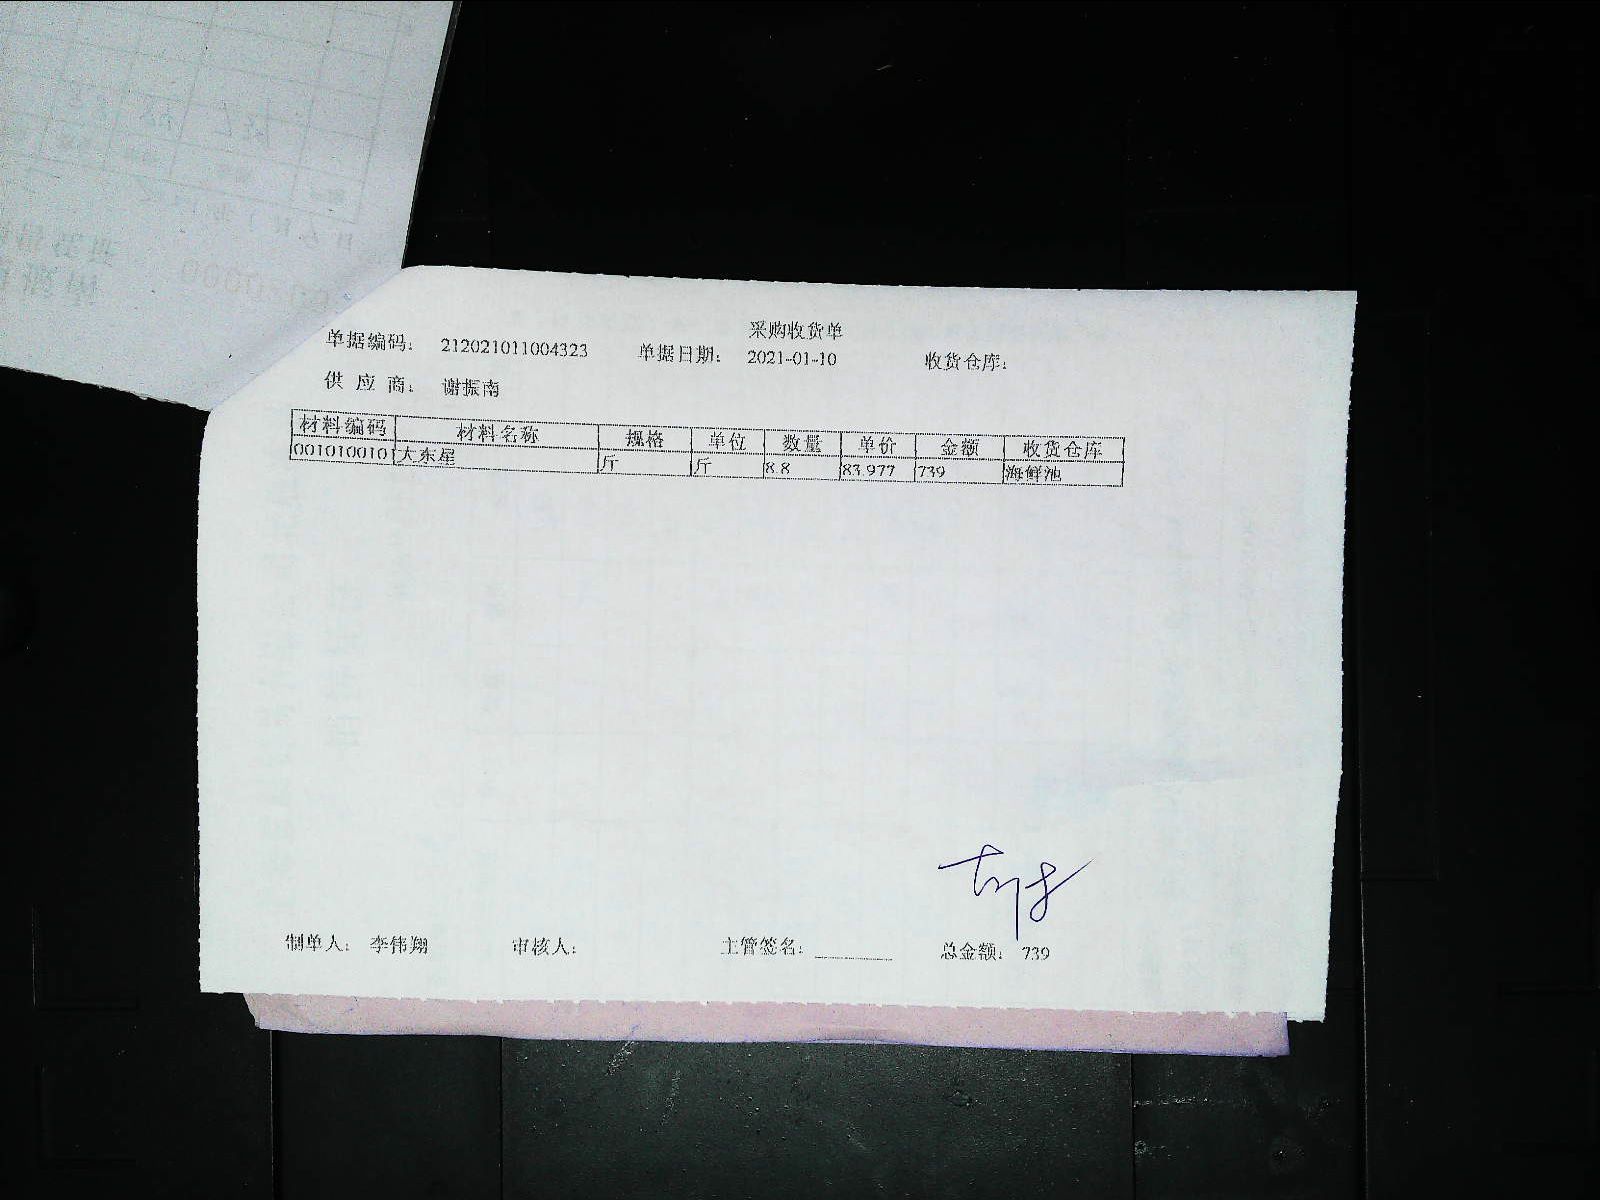 采购收货单
单据编码： 212021011004323 单据日期： 2021-01-10 收货仓库：
供 应 商： 谢振南
材料编码 材料名称 规格 单位 数量 单价 金额 收货仓库
001010010 大东星 斤 斤 8.8 83.977 739 海鲜池
制单人： 李伟翔 审核人： 主管签名： 总金额： 739